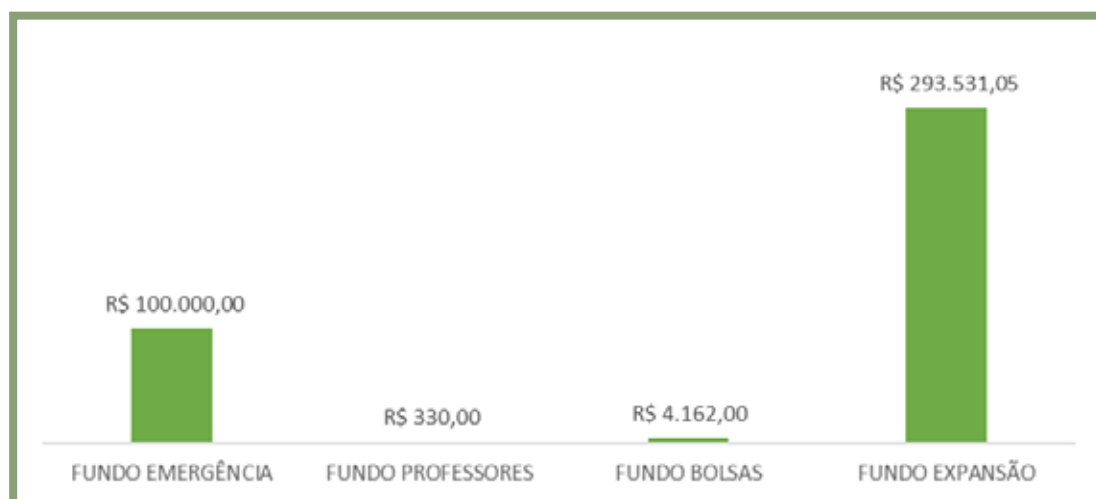 R$ 293.531,05
R$ 100.000,00
R$ 330,00
R$ 4.162,00
FUNDO EMERGÊNCIA
FUNDO PROFESSORES
FUNDO BOLSAS
FUNDO EXPANSÃO